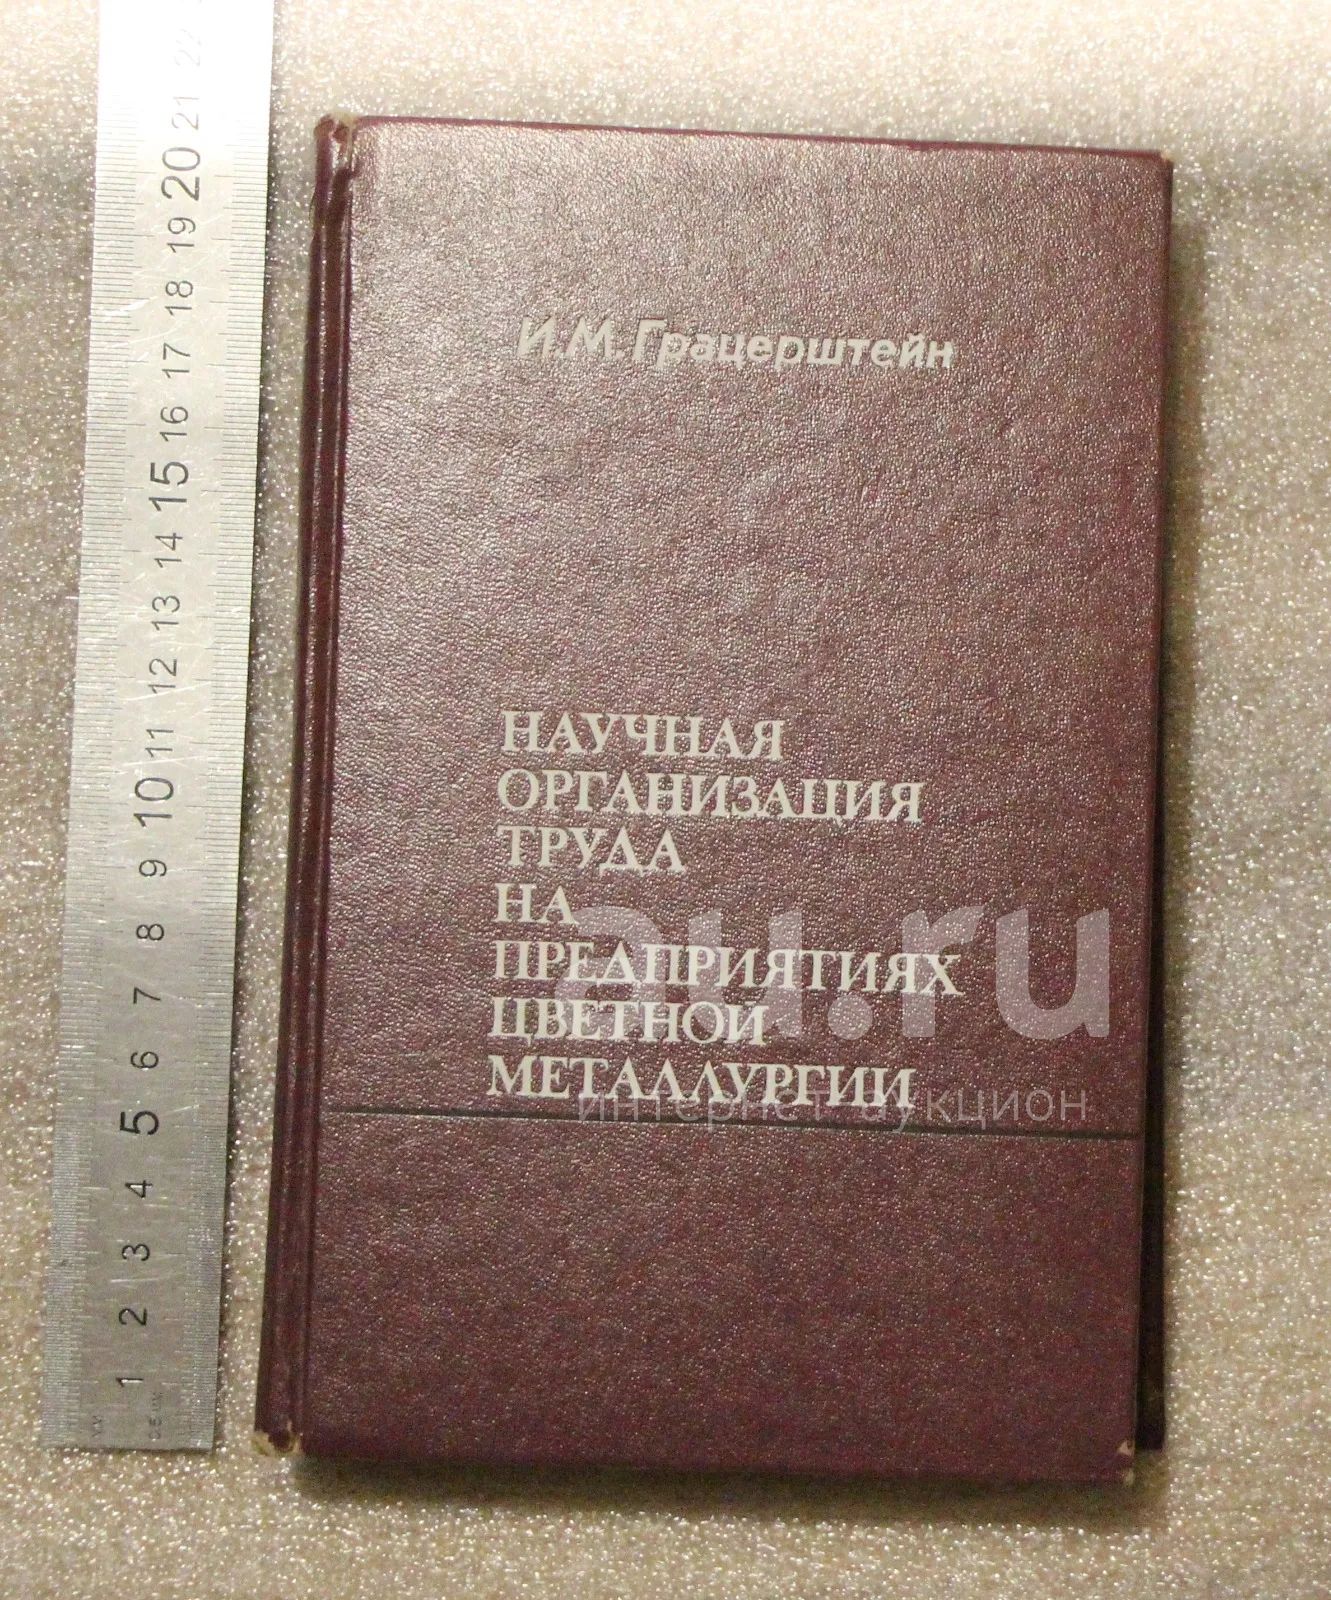 И.М. Грацерштейн
НАУЧНАЯ
ОРГАНИЗАЦИЯ
ТРУДА
НА
ПРЕДПРИЯТИЯХ
ЦВЕТНОЙ
МЕТАЛЛУРГИИ
au.ru
интернет аукцион
22
21
20
19
18
17
16
15
14
13
12
11
10
9
8
7
6
5
4
3
2
1